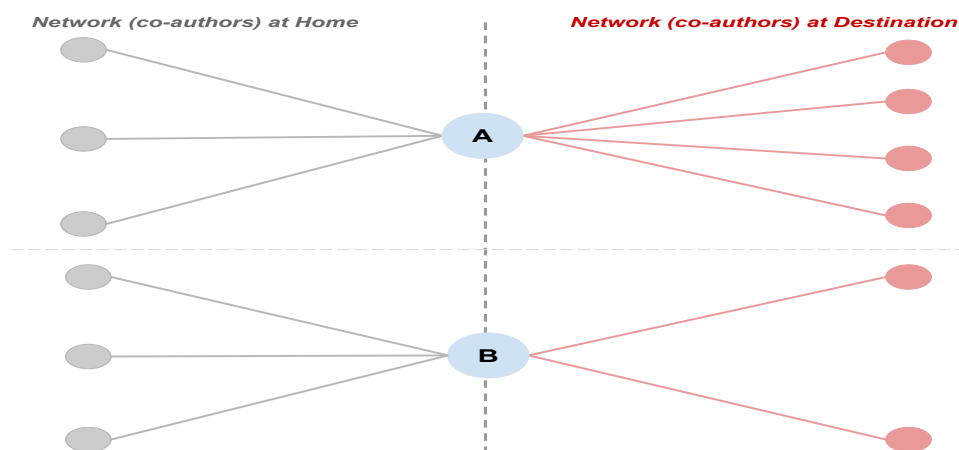 Network (co-authors) at Home
Network (co-authors) at Destination
A
B